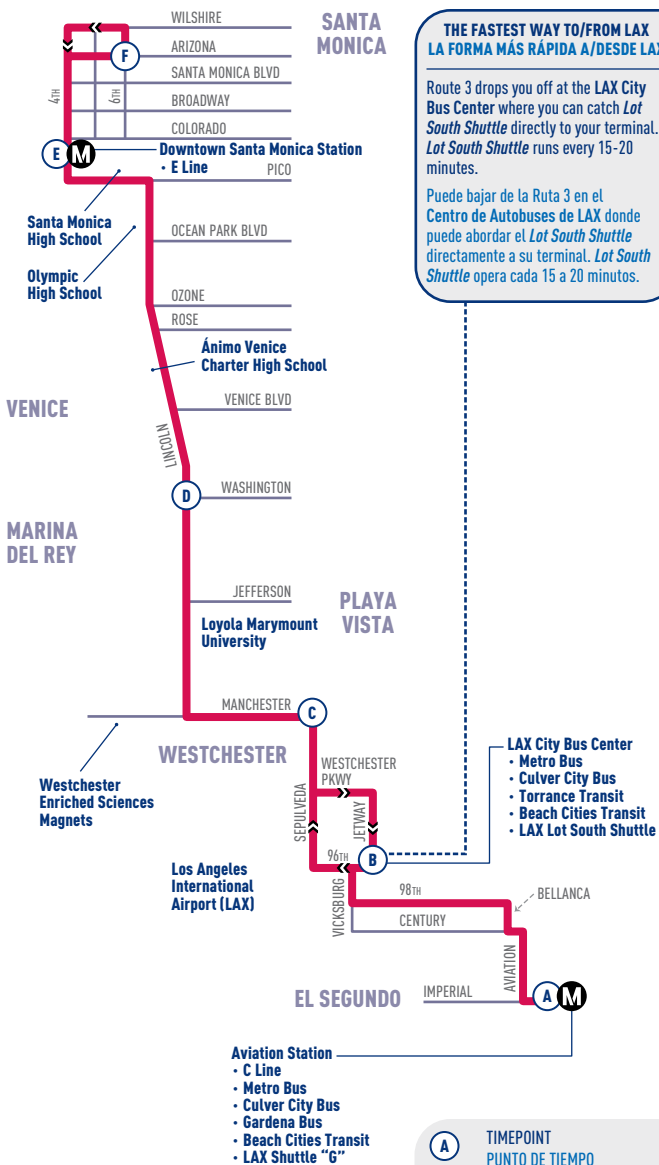 WILSHIRE
SANTA
MONICA
ARIZONA
F
SANTA MONICA BLVD
4TH
6TH
BROADWAY
COLORADO
E
M
Downtown Santa Monica Station
• E Line
PICO
Santa Monica
High School
OCEAN PARK BLVD
Olympic
High School
OZONE
ROSE
Ánimo Venice
Charter High School
VENICE
VENICE BLVD
LINCOLN
D
WASHINGTON
MARINA
DEL REY
JEFFERSON
PLAYA
VISTA
Loyola Marymount
University
MANCHESTER
C
WESTCHESTER
Westchester
Enriched Sciences
Magnets
WESTCHESTER
PKWY
SEPULVEDA
JETWAY
96TH
B
Los Angeles
International
Airport (LAX)
VICKSBURG
98TH
BELLANCA
CENTURY
AVIATION
EL SEGUNDO
IMPERIAL
A
M
THE FASTEST WAY TO/FROM LAX
LA FORMA MÁS RÁPIDA A/DESDE LAX
Route 3 drops you off at the LAX City
Bus Center where you can catch Lot
South Shuttle directly to your terminal.
Lot South Shuttle runs every 15-20
minutes.
Puede bajar de la Ruta 3 en el
Centro de Autobuses de LAX donde
puede abordar el Lot South Shuttle
directamente a su terminal. Lot South
Shuttle opera cada 15 a 20 minutos.
LAX City Bus Center
• Metro Bus
• Culver City Bus
• Torrance Transit
• Beach Cities Transit
• LAX Lot South Shuttle
Aviation Station
• C Line
• Metro Bus
• Culver City Bus
• Gardena Bus
• Beach Cities Transit
• LAX Shuttle “G”
A
TIMEPOINT
PUNTO DE TIEMPO